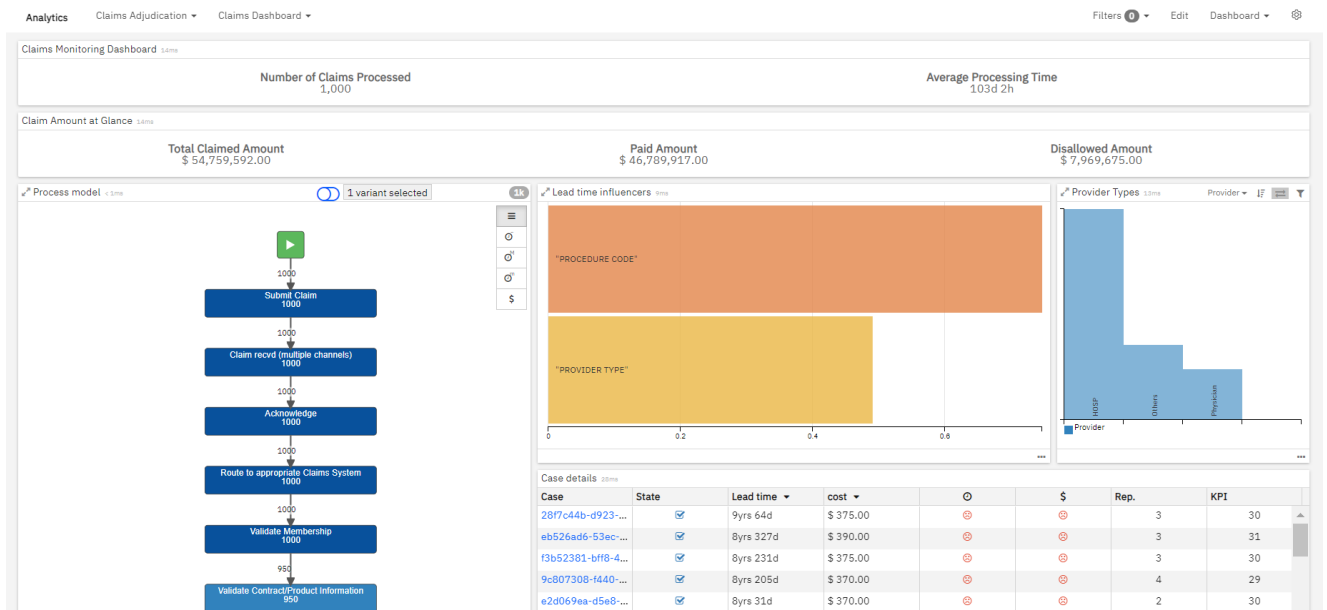 Analytics Claims Adjudication Claims Dashboard Filters 0 Edit Dashboard
Claims Monitoring Dashboard 14ms
Number of Claims Processed Average Processing Time
1,000 103d 2h
Claim Amount at Glance 14ms
Total Claimed Amount Paid Amount Disallowed Amount
$ 54,759,592.00 $ 46,789,917.00 $ 7,969,675.00
Process model < 1ms 1 variant selected 1k
1000
Submit Claim
1000
1000
Claim recvd (multiple channels)
1000
1000
Acknowledge
1000
1000
Route to appropriate Claims System
1000
1000
Validate Membership
1000
950
Validate Contract/Product Information
950
M
$
Lead time influencers 9ms
"PROCEDURE CODE"
"PROVIDER TYPE"
0 0.2 0.4 0.6
Provider Types 13ms Provider
HOSP Others Physician
Provider
Case details 28ms
Case State Lead time cost $ Rep. KPI
28f7c44b-d923-... 9yrs 64d $ 375.00 3 30
eb526ad6-53ec-... 8yrs 327d $ 390.00 3 31
f3b52381-bff8-4... 8yrs 231d $ 375.00 3 30
9c807308-f440-... 8yrs 205d $ 370.00 4 29
e2d069ea-d5e8-... 8yrs 31d $ 370.00 2 30